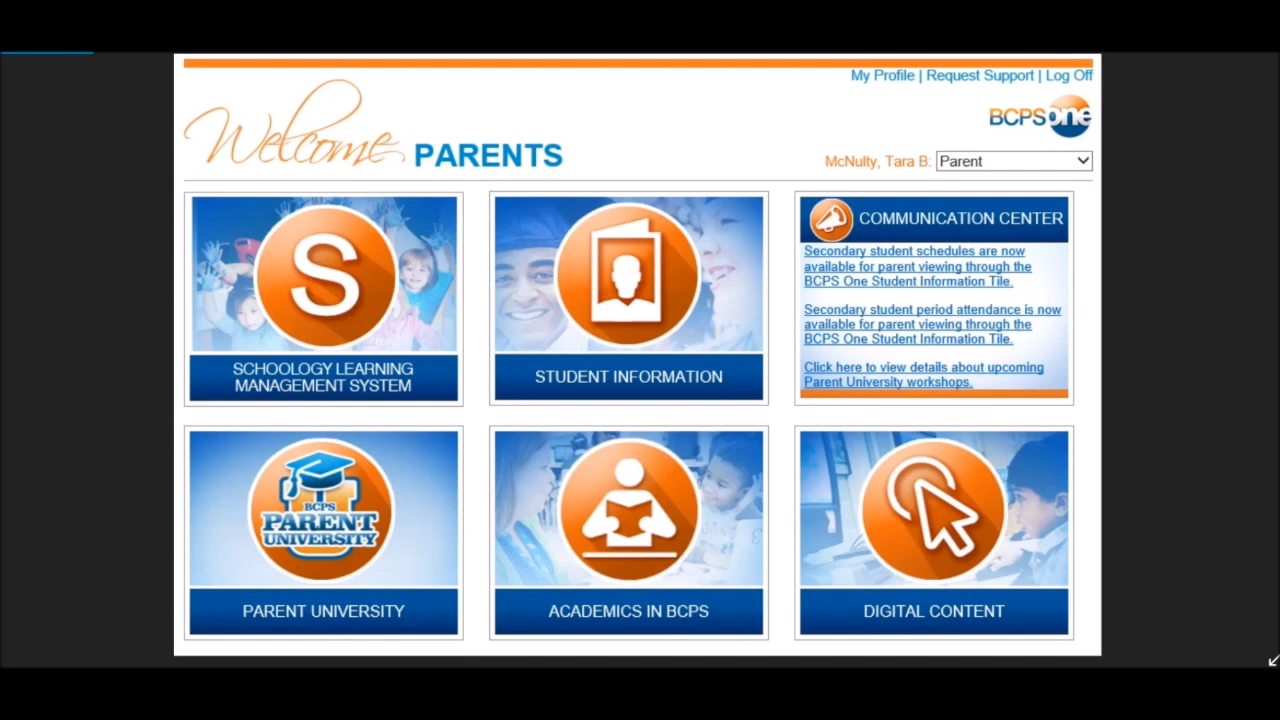 My Profile | Request Support | Log Off
Welcome PARENTS
BCPSone
McNulty, Tara B: Parent
S
SCHOOLOGY LEARNING
MANAGEMENT SYSTEM
STUDENT INFORMATION
COMMUNICATION CENTER
Secondary student schedules are now
available for parent viewing through the
BCPS One Student Information Tile.
Secondary student period attendance is now
available for parent viewing through the
BCPS One Student Information Tile.
Click here to view details about upcoming
Parent University workshops.
BCPS
PARENT
UNIVERSITY
PARENT UNIVERSITY
ACADEMICS IN BCPS
DIGITAL CONTENT